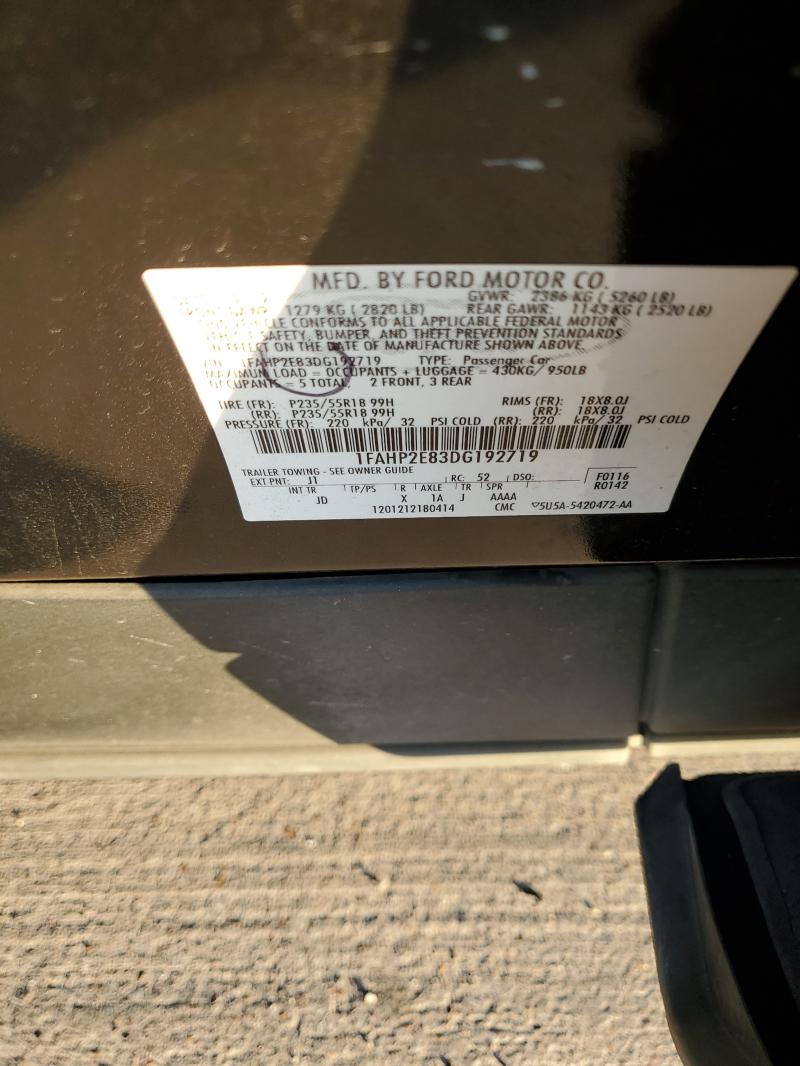 MFD. BY FORD MOTOR CO.
GVWR: 2386 KG ( 5260 LB)
1279 KG ( 2820 LB) REAR GAWR: 1143 KG ( 2520 LB)
THIS VEHICLE CONFORMS TO ALL APPLICABLE FEDERAL MOTOR
VEHICLE SAFETY, BUMPER, AND THEFT PREVENTION STANDARDS
IN EFFECT ON THE DATE OF MANUFACTURE SHOWN ABOVE.
VIN: 1FAHP2E83DG192719 TYPE: Passenger Car
MAXIMUM LOAD = OCCUPANTS + LUGGAGE = 430KG/ 950LB
OCCUPANTS = 5 TOTAL, 2 FRONT, 3 REAR
TIRE (FR): P235/55R18 99H RIMS (FR): 18X8.0J
(RR): P235/55R18 99H (RR): 18X8.0J
PRESSURE (FR): 220 kPa/ 32 PSI COLD (RR): 220 kPa/ 32 PSI COLD
1FAHP2E83DG192719
TRAILER TOWING - SEE OWNER GUIDE
EXT PNT: J1 RC: 52 DSO: F0116
INT TR TP/PS R AXLE TR SPR R0142
JD X 1A J AAAA
1201212180414 CMC ▽5U5A-5420472-AA